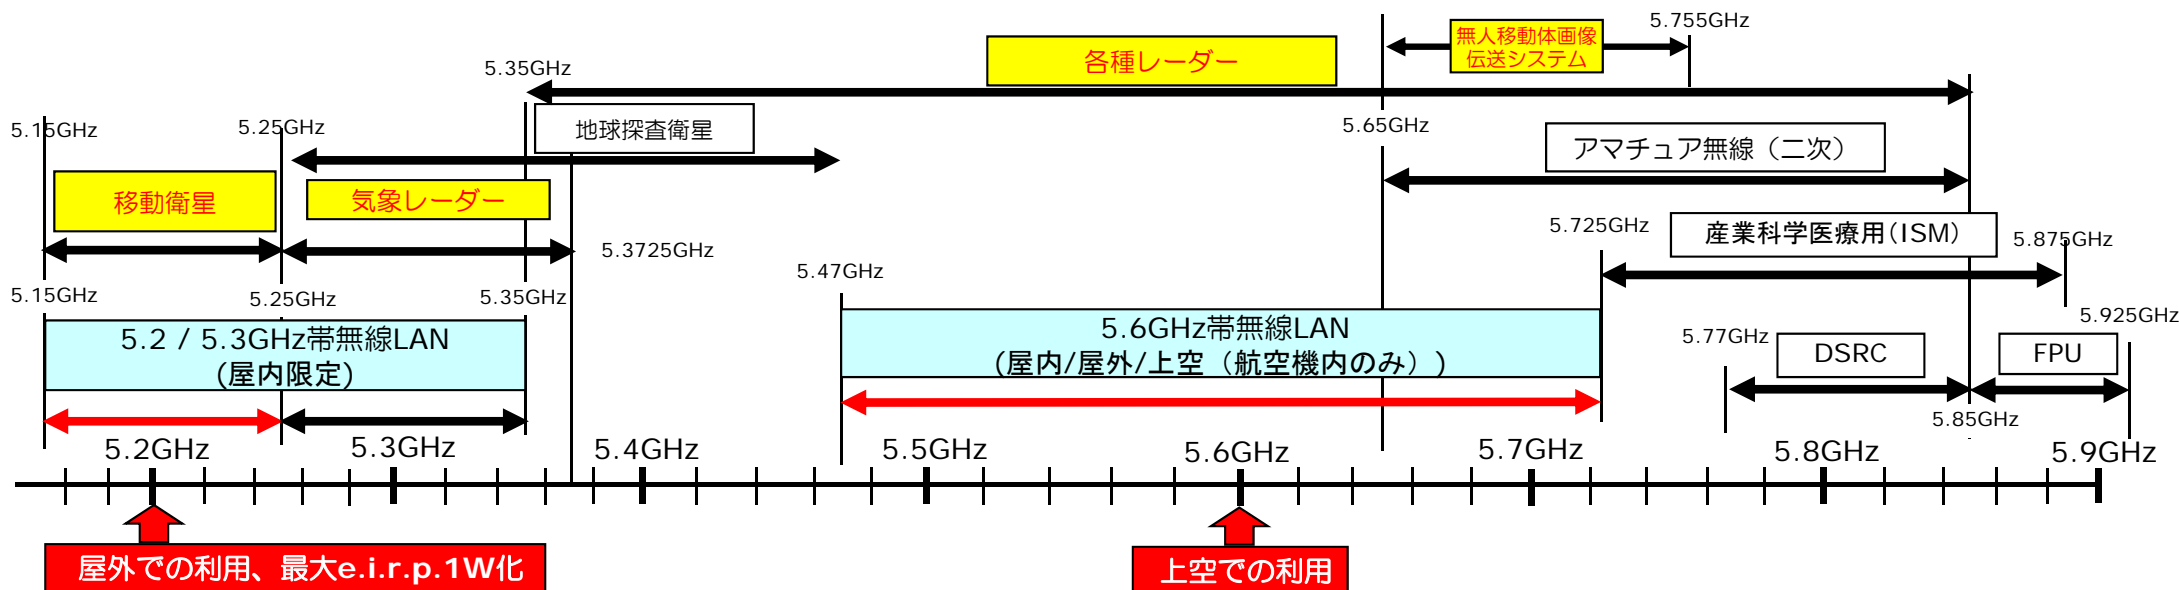 5.755GHz
無人移動体画像
伝送システム
各種レーダー
5.35GHz
地球探査衛星
5.15GHz
5.25GHz
5.65GHz
アマチュア無線（二次）
移動衛星
気象レーダー
5.725GHz
産業科学医療用(ISM)
5.875GHz
5.3725GHz
5.47GHz
5.15GHz
5.25GHz
5.35GHz
5.2 / 5.3GHz帯無線LAN
(屋内限定)
5.6GHz帯無線LAN
(屋内/屋外/上空（航空機内のみ）)
5.925GHz
5.77GHz
DSRC
FPU
5.85GHz
5.2GHz
5.3GHz
5.4GHz
5.5GHz
5.6GHz
5.7GHz
5.8GHz
5.9GHz
屋外での利用、最大e.i.r.p.1W化
上空での利用